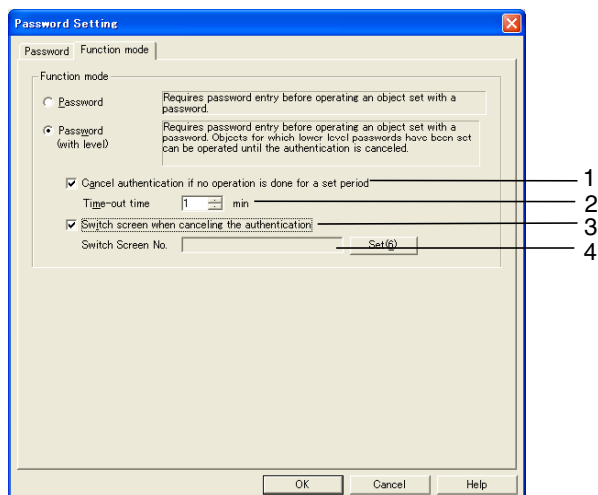 Password Setting
Password Function mode
Function mode
Password
Requires password entry before operating an object set with a
password.
Password
(with level)
Requires password entry before operating an object set with a
password. Objects for which lower level passwords have been set
can be operated until the authentication is canceled.
Cancel authentication if no operation is done for a set period
1
Time-out time 1 min
2
Switch screen when canceling the authentication
3
Switch Screen No. Set(6)
4
OK Cancel Help